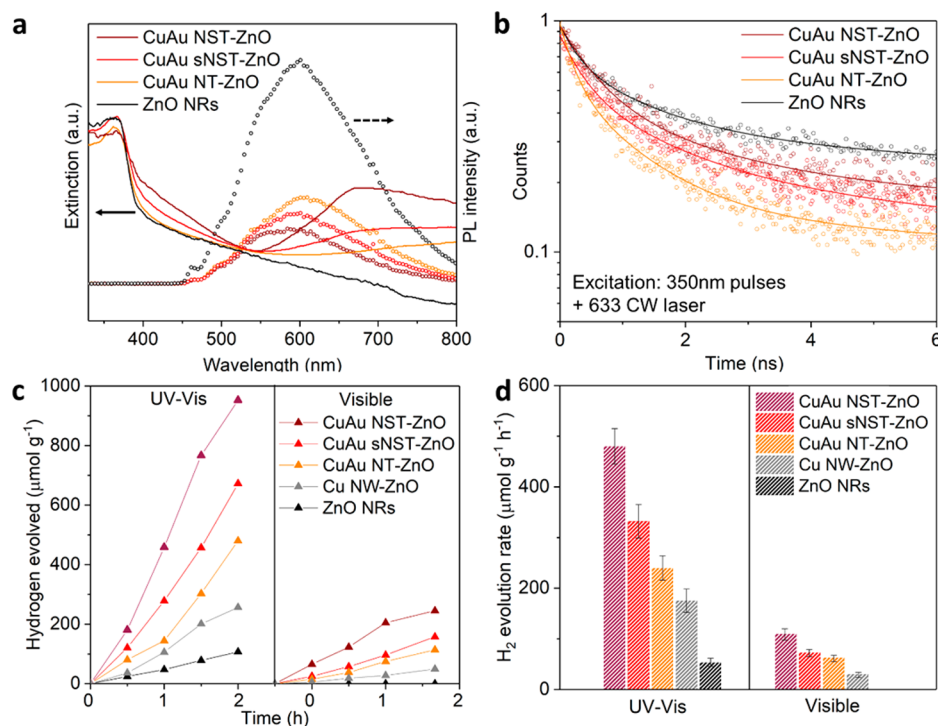 a
CuAu NST-ZnO
CuAu sNST-ZnO
CuAu NT-ZnO
ZnO NRs
Extinction (a.u.)
PL intensity (a.u.)
400
500
600
700
800
Wavelength (nm)
b
1
0.1
CuAu NST-ZnO
CuAu sNST-ZnO
CuAu NT-ZnO
ZnO NRs
Counts
Excitation: 350nm pulses
+ 633 CW laser
0
2
4
6
Time (ns)
c
1000
800
600
400
200
0
Hydrogen evolved (μmol g⁻¹)
UV-Vis
Visible
CuAu NST-ZnO
CuAu sNST-ZnO
CuAu NT-ZnO
Cu NW-ZnO
ZnO NRs
0
1
2
0
1
2
Time (h)
d
600
400
200
0
H₂ evolution rate (μmol g⁻¹ h⁻¹)
CuAu NST-ZnO
CuAu sNST-ZnO
CuAu NT-ZnO
Cu NW-ZnO
ZnO NRs
UV-Vis
Visible